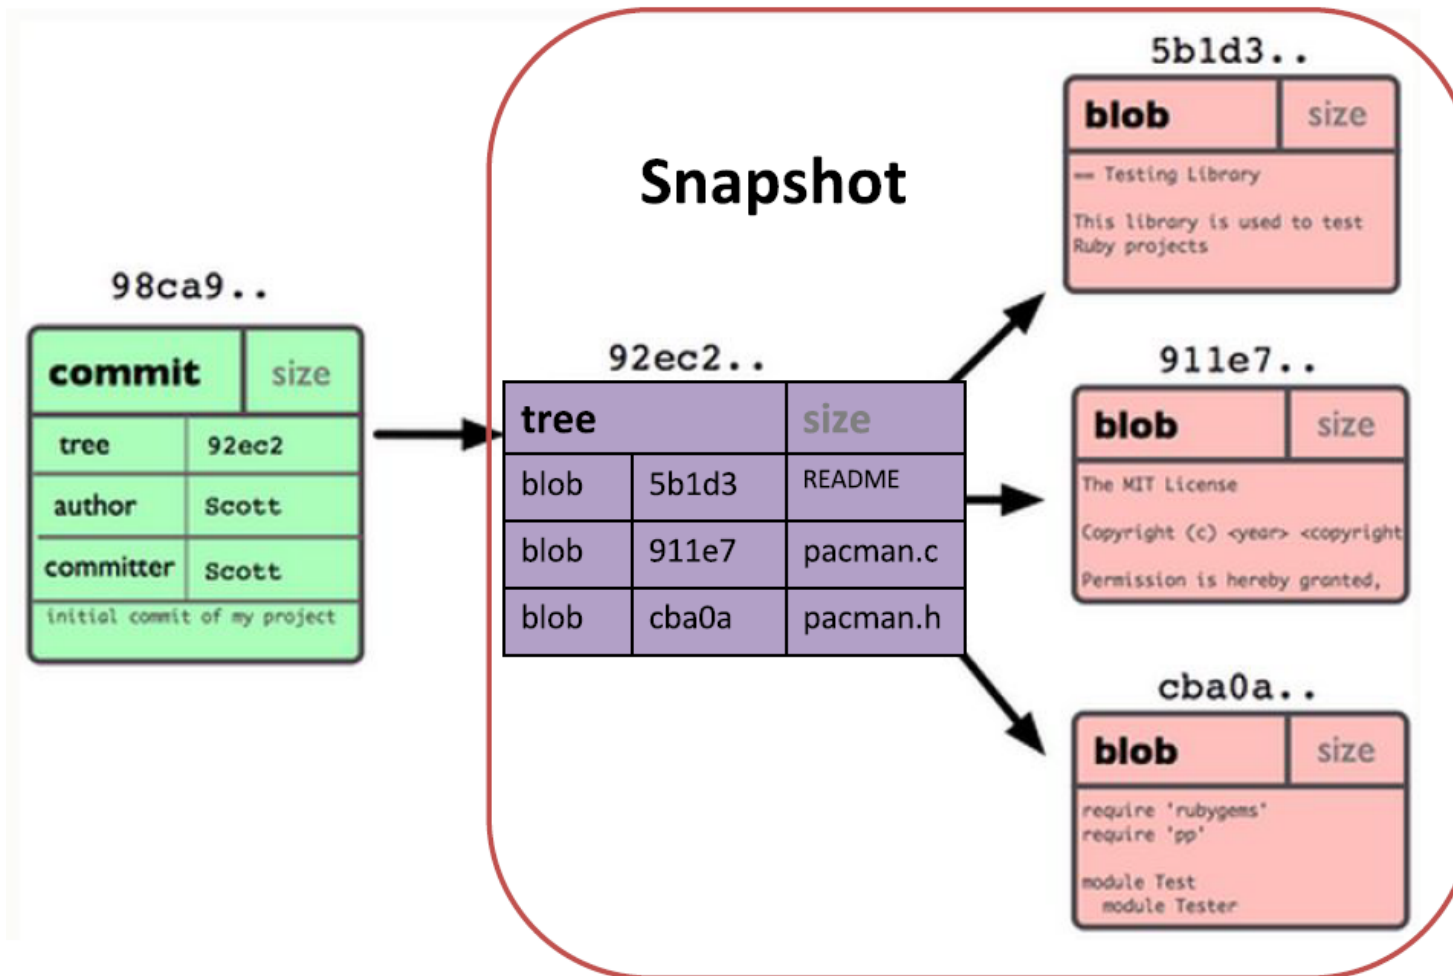 Snapshot
98ca9..
commit size
tree 92ec2
author Scott
committer Scott
initial commit of my project
92ec2..
tree size
blob 5b1d3 README
blob 911e7 pacman.c
blob cba0a pacman.h
5b1d3..
blob size
== Testing Library
This library is used to test
Ruby projects
911e7..
blob size
The MIT License
Copyright (c) <year> <copyright
Permission is hereby granted,
cba0a..
blob size
require 'rubygems'
require 'pp'
module Test
module Tester